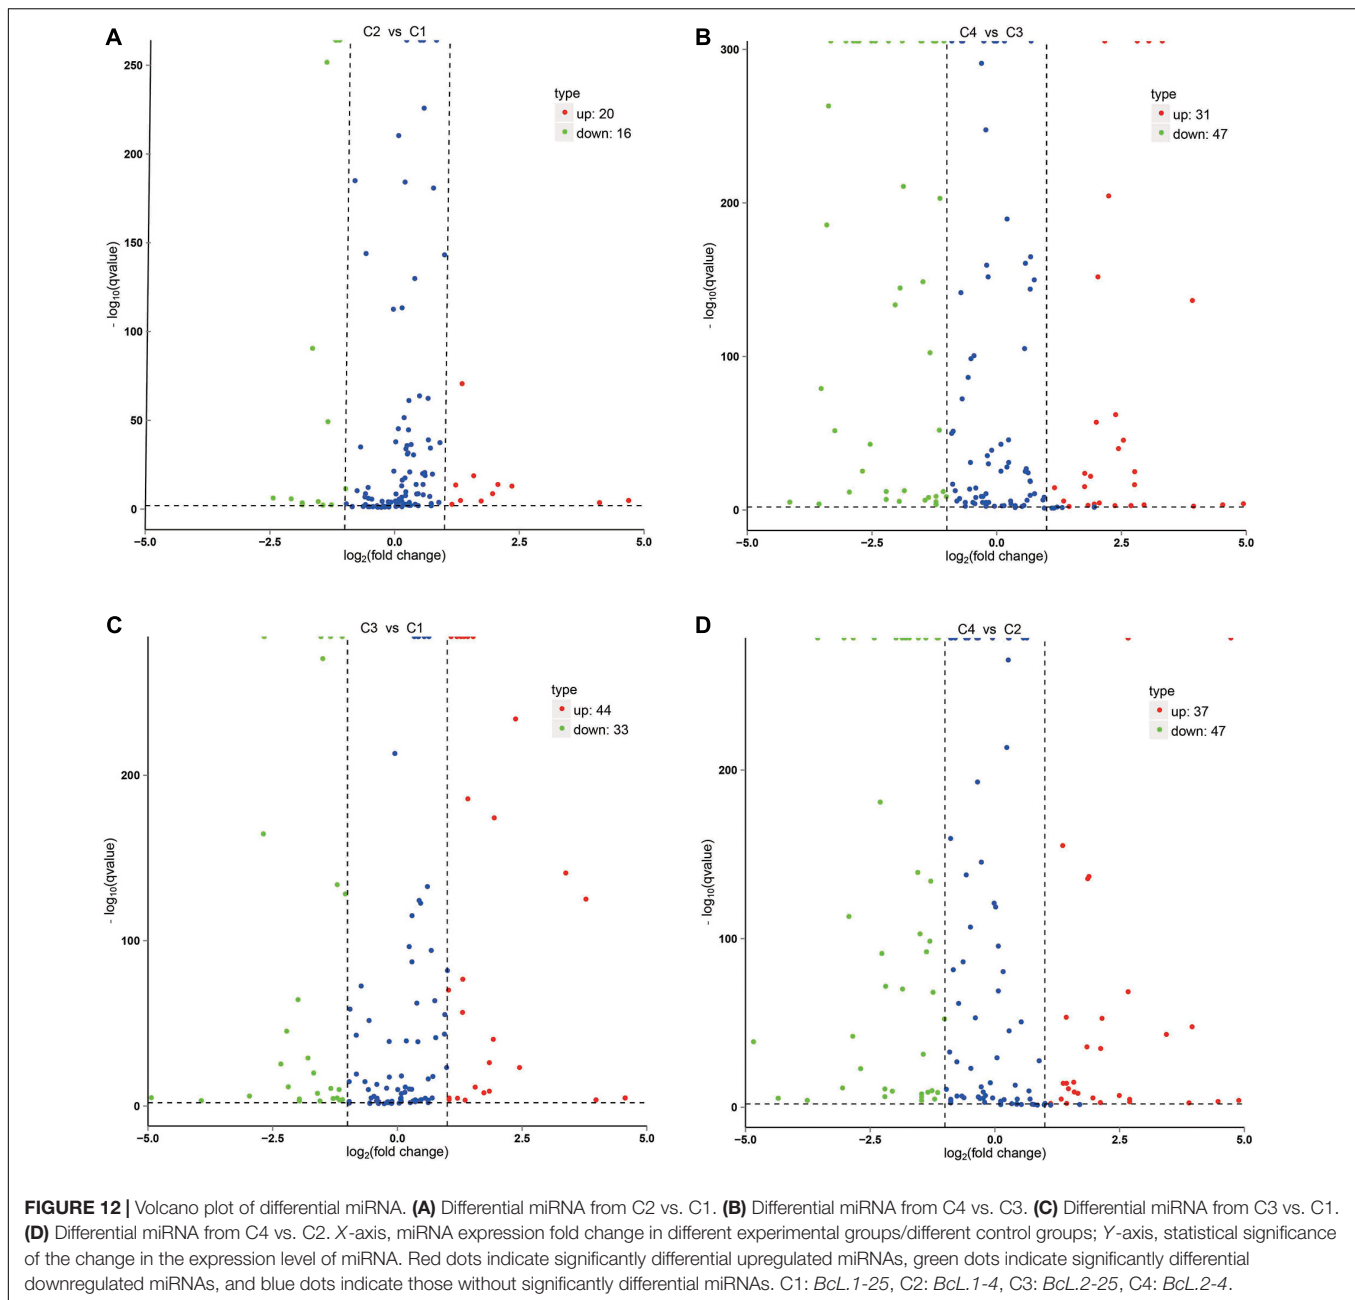 A
C2 vs C1
250
200
150
100
50
0
- log10(qvalue)
type
up: 20
down: 16
-5.0
-2.5
0.0
2.5
5.0
log2(fold change)
B
C4 vs C3
300
200
100
0
- log10(qvalue)
type
up: 31
down: 47
-5.0
-2.5
0.0
2.5
5.0
log2(fold change)
C
C3 vs C1
200
100
0
- log10(qvalue)
type
up: 44
down: 33
-5.0
-2.5
0.0
2.5
5.0
log2(fold change)
D
C4 vs C2
200
100
0
- log10(qvalue)
type
up: 37
down: 47
-5.0
-2.5
0.0
2.5
5.0
log2(fold change)
FIGURE 12 | Volcano plot of differential miRNA. (A) Differential miRNA from C2 vs. C1. (B) Differential miRNA from C4 vs. C3. (C) Differential miRNA from C3 vs. C1.
(D) Differential miRNA from C4 vs. C2. X-axis, miRNA expression fold change in different experimental groups/different control groups; Y-axis, statistical significance
of the change in the expression level of miRNA. Red dots indicate significantly differential upregulated miRNAs, green dots indicate significantly differential
downregulated miRNAs, and blue dots indicate those without significantly differential miRNAs. C1: BcL.1-25, C2: BcL.1-4, C3: BcL.2-25, C4: BcL.2-4.